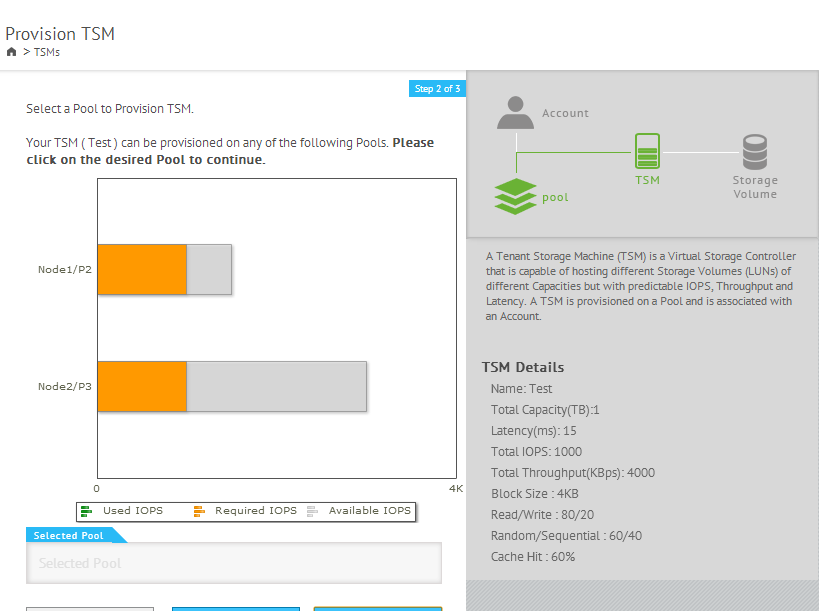 Provision TSM
> TSMs
Step 2 of 3
Select a Pool to Provision TSM.
Your TSM ( Test ) can be provisioned on any of the following Pools. Please
click on the desired Pool to continue.
Node1/P2
Node2/P3
0
4K
Used IOPS
Required IOPS
Available IOPS
Selected Pool
Selected Pool
Account
TSM
Storage
Volume
pool
A Tenant Storage Machine (TSM) is a Virtual Storage Controller
that is capable of hosting different Storage Volumes (LUNs) of
different Capacities but with predictable IOPS, Throughput and
Latency. A TSM is provisioned on a Pool and is associated with
an Account.
TSM Details
Name: Test
Total Capacity(TB):1
Latency(ms): 15
Total IOPS: 1000
Total Throughput(KBps): 4000
Block Size : 4KB
Read/Write : 80/20
Random/Sequential : 60/40
Cache Hit : 60%